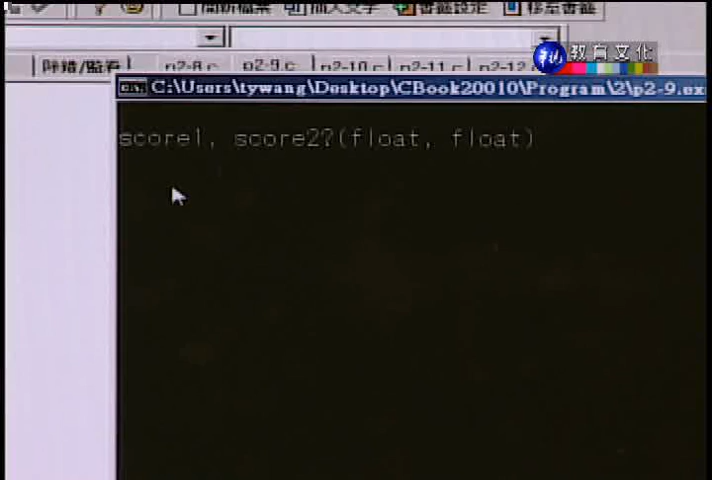 開新檔案 插入文字 書籤設定 移至書籤
華視 教育文化
除錯/監看 p2-8.c p2-9.c p2-10.c p2-11.c p2-12
C:\Users\tywang\Desktop\CBook20010\Program\2\p2-9.ex
score1, score2?(float, float)